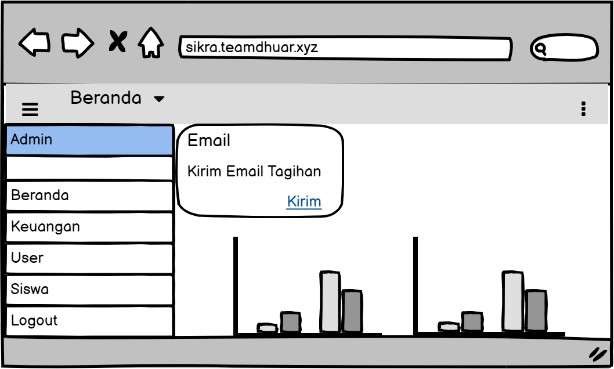 sikra.teamdhuar.xyz
Beranda
Admin
Email
Kirim Email Tagihan
Kirim
Beranda
Keuangan
User
Siswa
Logout